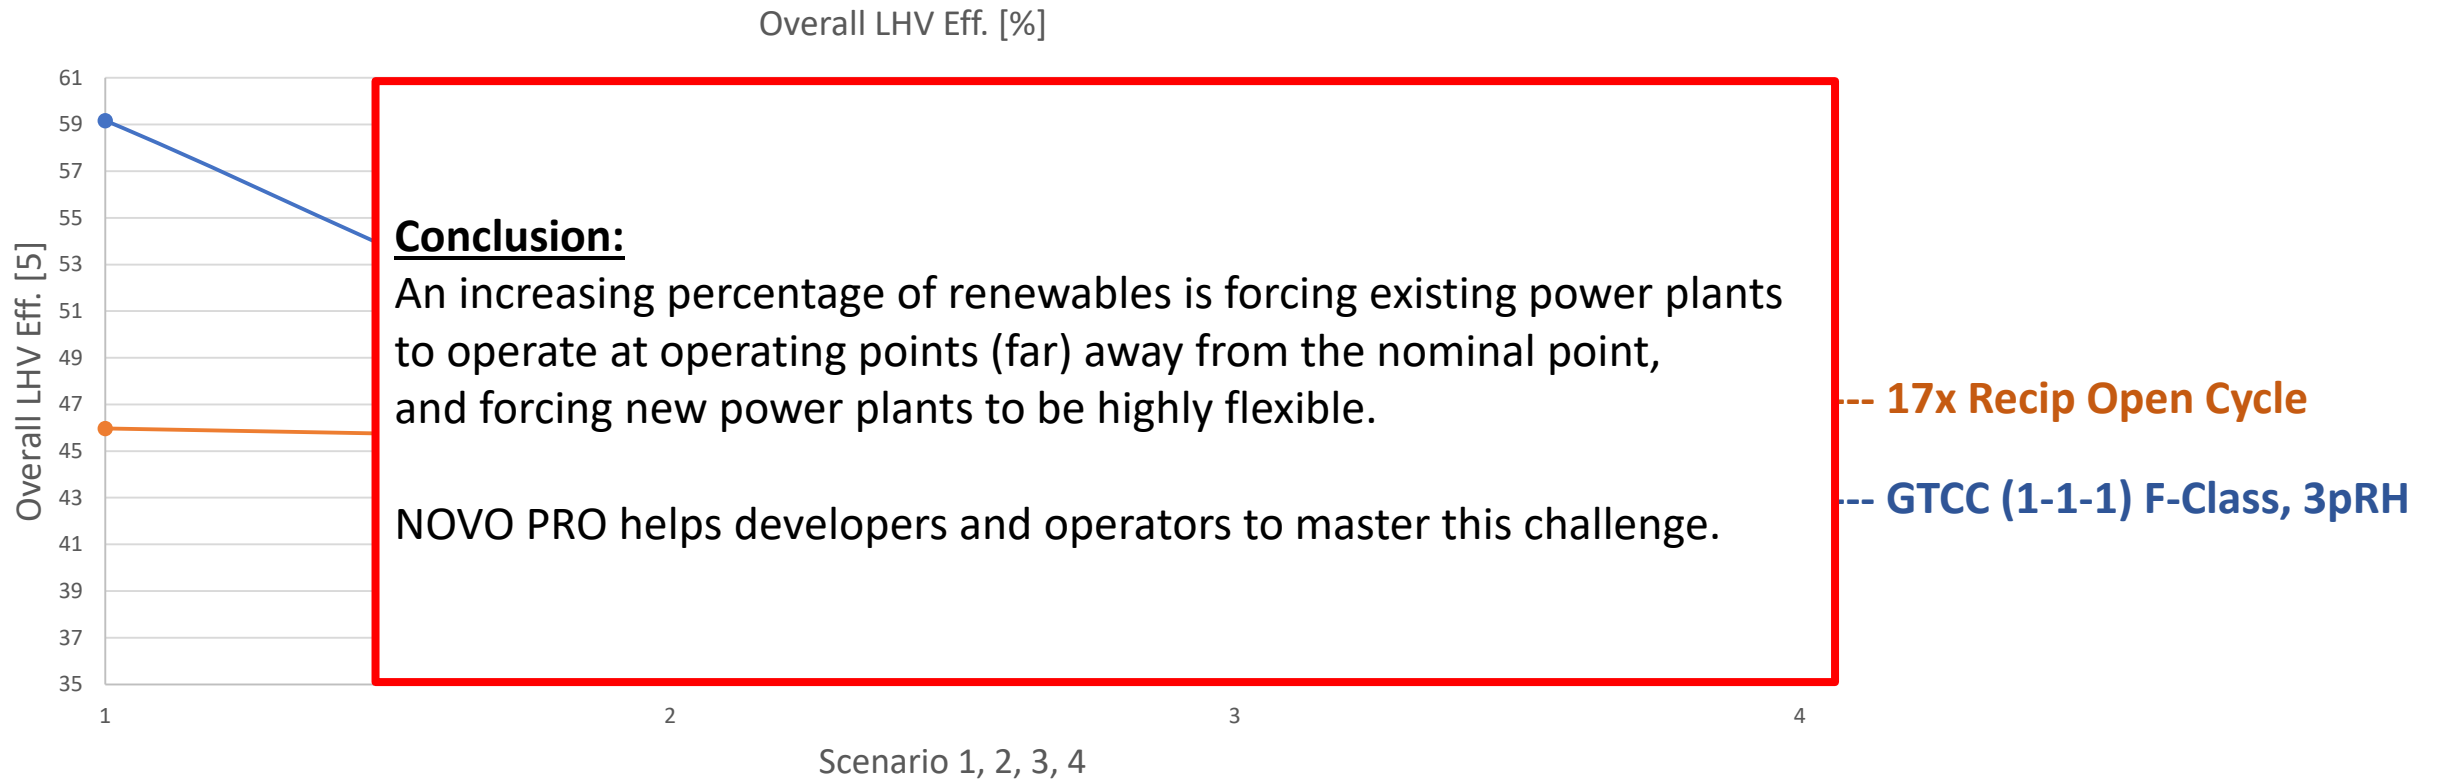 Overall LHV Eff. [%]
Overall LHV Eff. [5]
61
59
57
55
53
51
49
47
45
43
41
39
37
35
Conclusion:
An increasing percentage of renewables is forcing existing power plants
to operate at operating points (far) away from the nominal point,
and forcing new power plants to be highly flexible.
NOVO PRO helps developers and operators to master this challenge.
--- 17x Recip Open Cycle
--- GTCC (1-1-1) F-Class, 3pRH
1 2 3 4
Scenario 1, 2, 3, 4